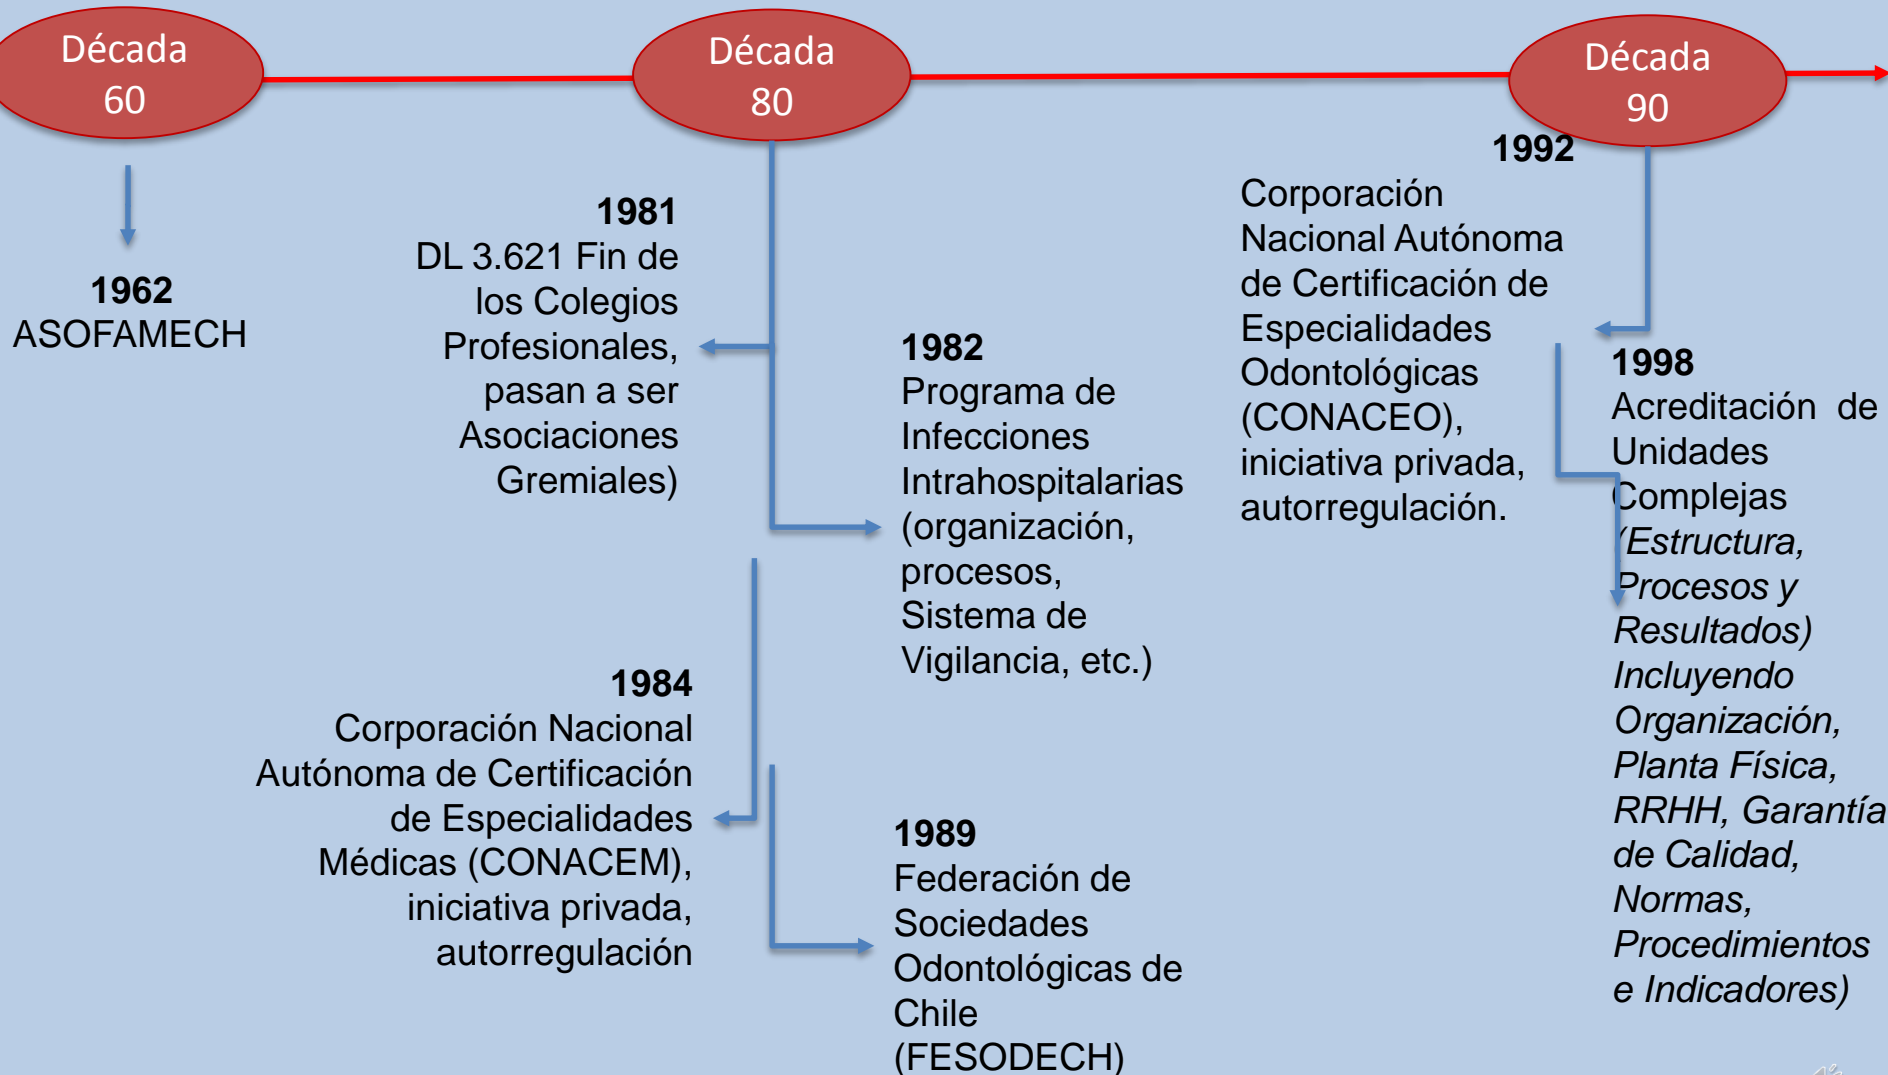 Década
60
Década
80
Década
90
1962
ASOFAMECH
1981
DL 3.621 Fin de
los Colegios
Profesionales,
pasan a ser
Asociaciones
Gremiales)
1982
Programa de
Infecciones
Intrahospitalarias
(organización,
procesos,
Sistema de
Vigilancia, etc.)
1984
Corporación Nacional
Autónoma de Certificación
de Especialidades
Médicas (CONACEM),
iniciativa privada,
autorregulación
1989
Federación de
Sociedades
Odontológicas de
Chile
(FESODECH)
1992
Corporación
Nacional Autónoma
de Certificación de
Especialidades
Odontológicas
(CONACEO),
iniciativa privada,
autorregulación.
1998
Acreditación de
Unidades
Complejas
(Estructura,
Procesos y
Resultados)
Incluyendo
Organización,
Planta Física,
RRHH, Garantía
de Calidad,
Normas,
Procedimientos
e Indicadores)